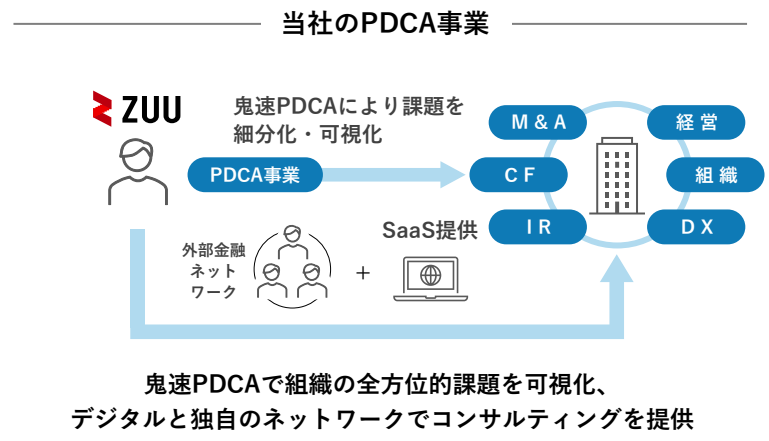 当社のPDCA事業
ZUU
鬼速PDCAにより課題を
細分化・可視化
PDCA事業
M & A
C F
I R
経 営
組 織
D X
外部金融
ネット
ワーク
+
SaaS提供
鬼速PDCAで組織の全方位的課題を可視化、
デジタルと独自のネットワークでコンサルティングを提供